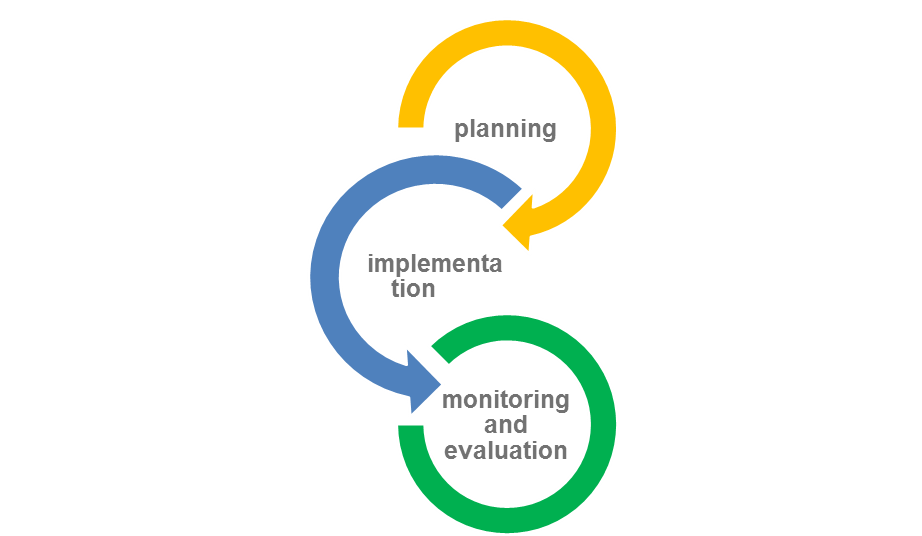 planning
implementa
tion
monitoring
and
evaluation